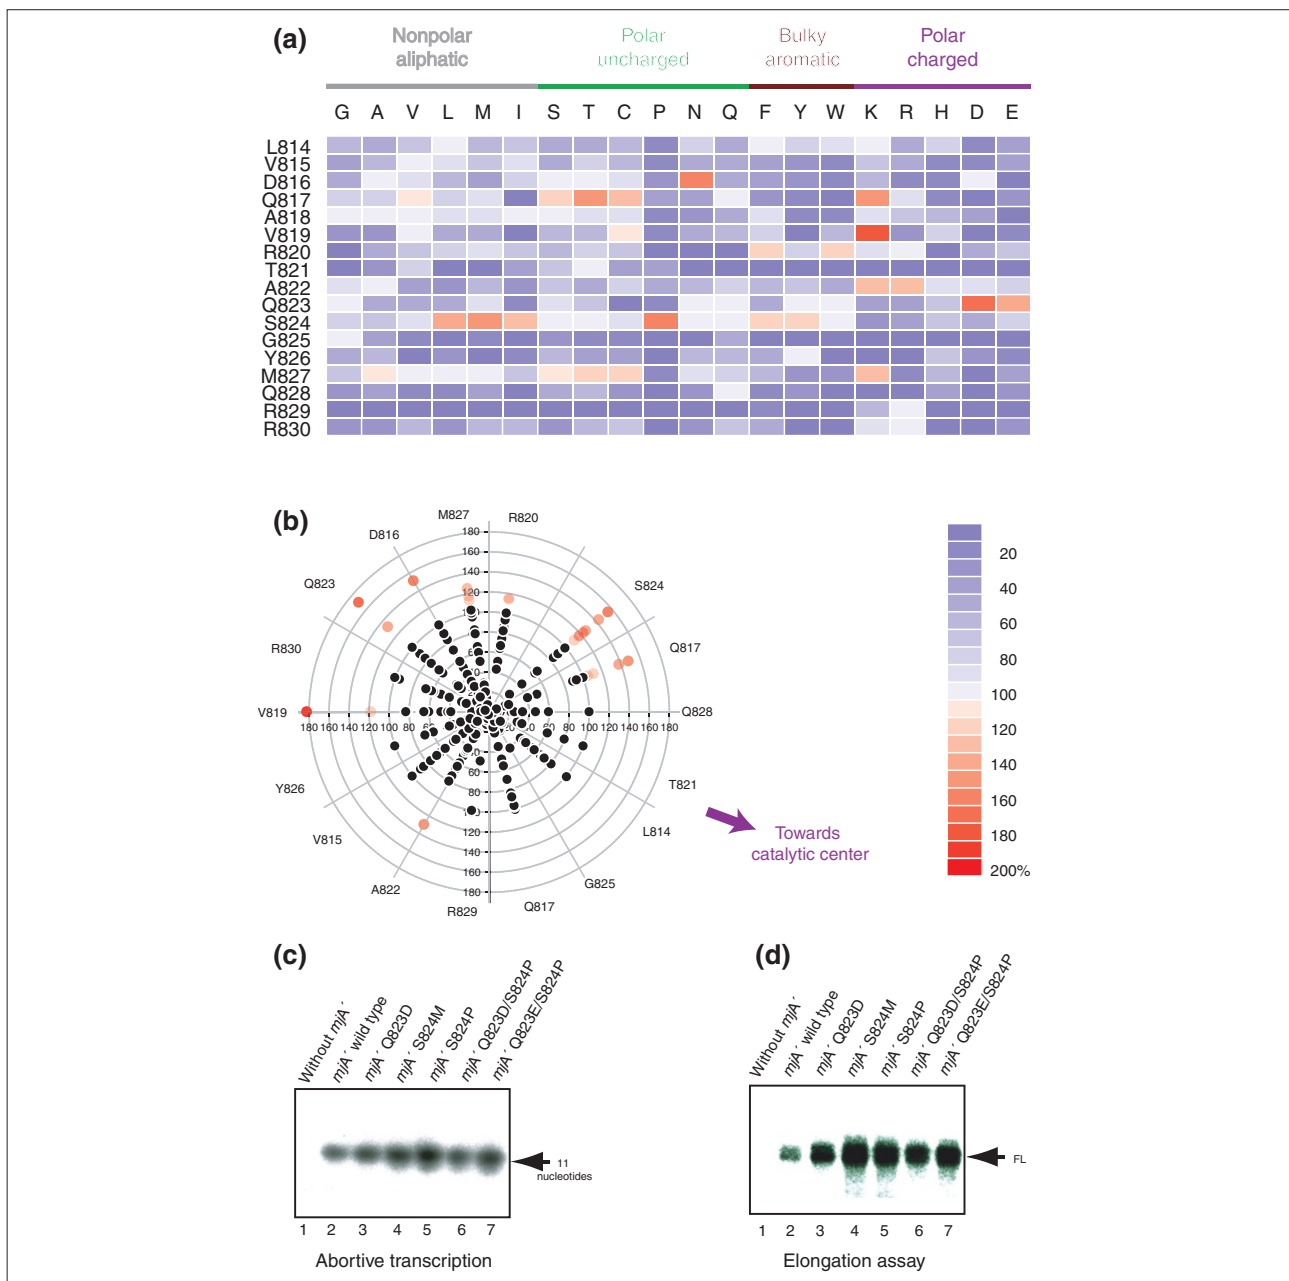 (a)
Nonpolar aliphatic
Polar uncharged
Bulky aromatic
Polar charged
G A V L M I S T C P N Q F Y W K R H D E
L814
V815
D816
Q817
A818
V819
R820
T821
A822
Q823
S824
G825
Y826
M827
Q828
R829
R830
(b)
M827
R820
D816
S824
Q823
Q817
R830
V819
Q828
Y826
T821
V815
L814
A822
G825
R829
Q817
180
160
140
120
60
80
120
140
160
180
180 160 140 120 100 80
40 60 80 100 120 140 160 180
Towards
catalytic center
20
40
60
80
100
120
140
160
180
200%
(c)
Without mjA´
mjA´ wild type
mjA´ Q823D
mjA´ S824M
mjA´ S824P
mjA´ Q823D/S824P
mjA´ Q823E/S824P
11
nucleotides
1 2 3 4 5 6 7
Abortive transcription
(d)
Without mjA´
mjA´ wild type
mjA´ Q823D
mjA´ S824M
mjA´ S824P
mjA´ Q823D/S824P
mjA´ Q823E/S824P
FL
1 2 3 4 5 6 7
Elongation assay